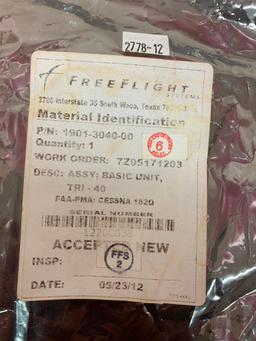 2778-12
FREEFLIGHT
SYSTEMS
3700 Interstate 35 South Waco, Texas
Material Identification
P/N: 1901-3040-00
Quantity: 1
6
WORK ORDER: 7Z05171203
DESC: ASSY: BASIC UNIT,
TRI - 40
FAA-PMA: CESSNA 182Q
SERIAL NUMBER
ACCEPTED NEW
INSP:
FFS
2
DATE: 05/23/12